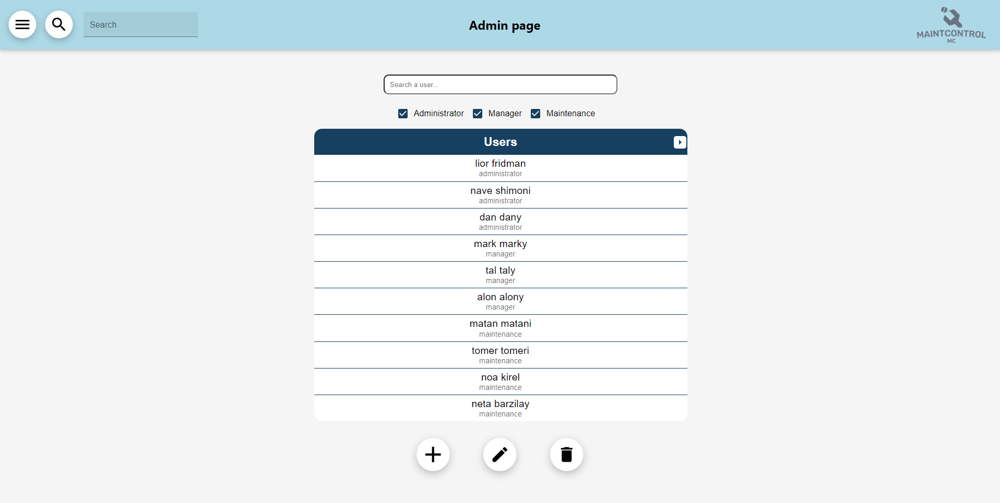 Search
Admin page
MAINTCONTROL
MC
Search a user...
Administrator Manager Maintenance
Users
lior fridman
administrator
nave shimoni
administrator
dan dany
administrator
mark marky
manager
tal taly
manager
alon alony
manager
matan matani
maintenance
tomer tomeri
maintenance
noa kirel
maintenance
neta barzilay
maintenance